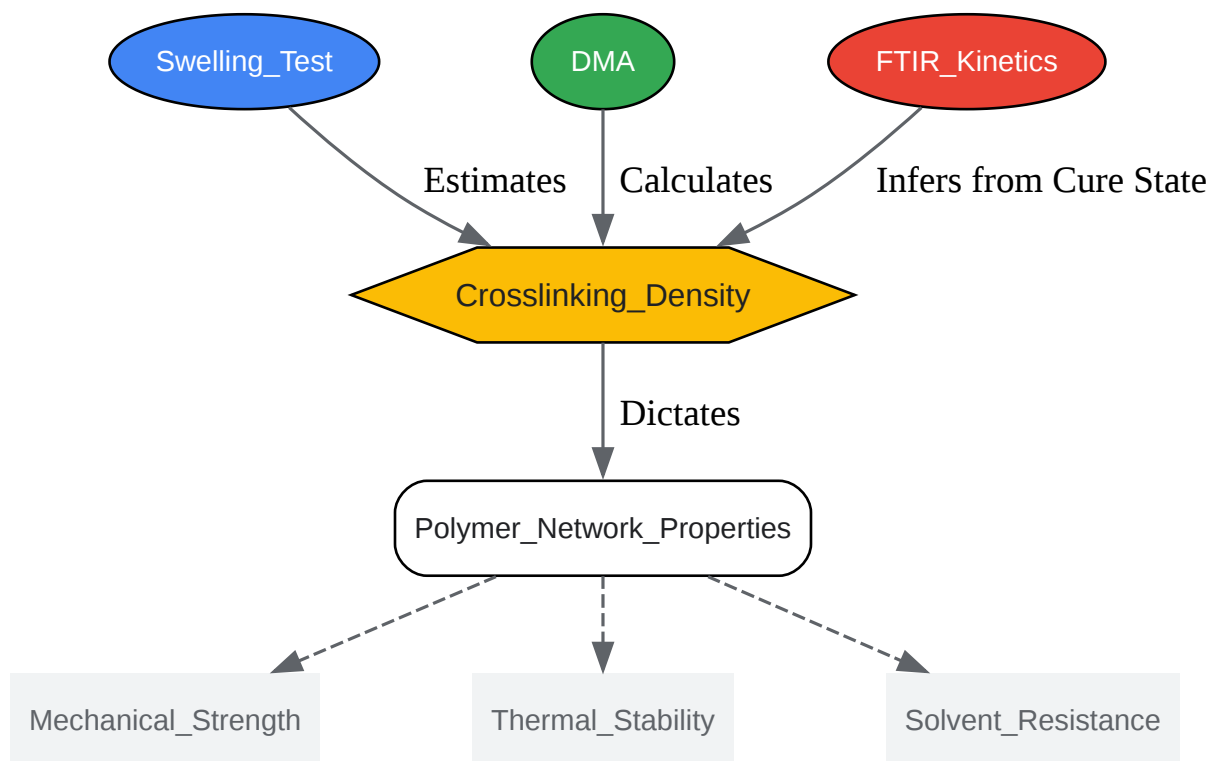 Swelling_Test
DMA
FTIR_Kinetics
Estimates
Calculates
Infers from Cure State
Crosslinking_Density
Dictates
Polymer_Network_Properties
Mechanical_Strength
Thermal_Stability
Solvent_Resistance